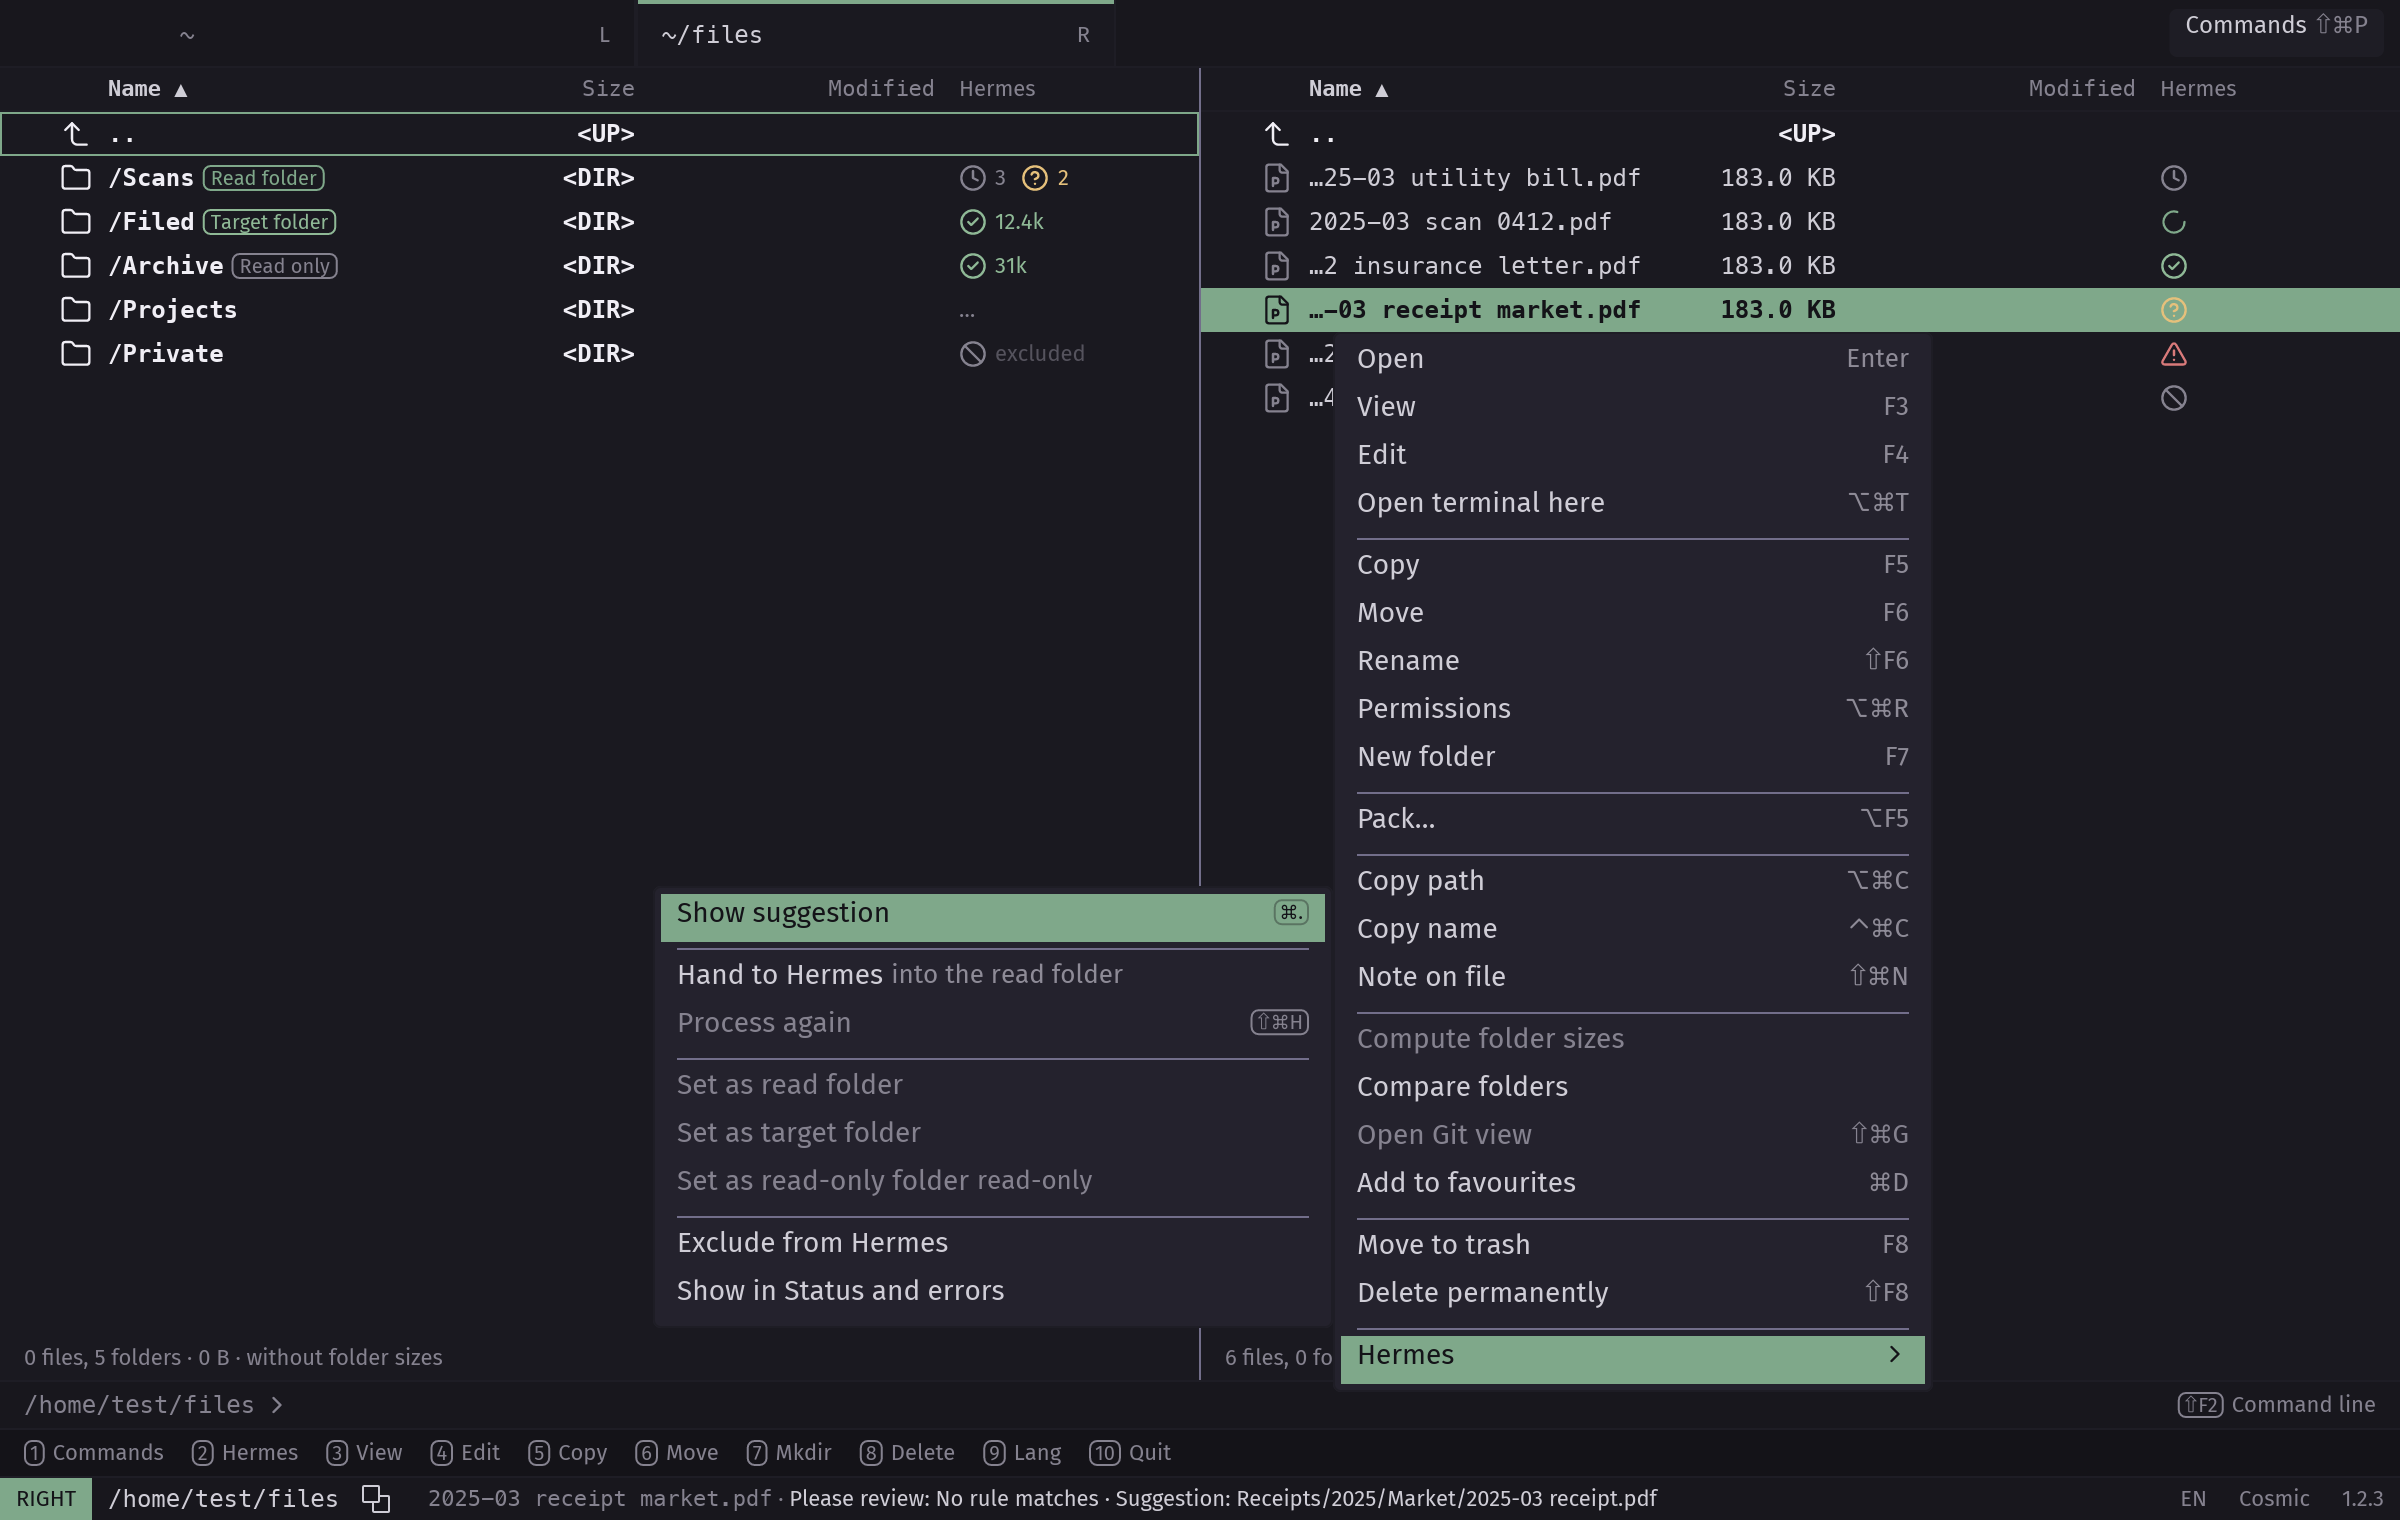 ~ L ~/files R Commands ⇧⌘P
Name ▲ Size Modified Hermes
.. <UP>
/Scans Read folder <DIR> 3 2
/Filed Target folder <DIR> 12.4k
/Archive Read only <DIR> 31k
/Projects <DIR> …
/Private <DIR> excluded
0 files, 5 folders · 0 B · without folder sizes
Name ▲ Size Modified Hermes
.. <UP>
…25-03 utility bill.pdf 183.0 KB
2025-03 scan 0412.pdf 183.0 KB
…2 insurance letter.pdf 183.0 KB
…-03 receipt market.pdf 183.0 KB
…2
…4
6 files, 0 fo
Open Enter
View F3
Edit F4
Open terminal here ⌥⌘T
Copy F5
Move F6
Rename ⇧F6
Permissions ⌥⌘R
New folder F7
Pack… ⌥F5
Copy path ⌥⌘C
Copy name ^⌘C
Note on file ⇧⌘N
Compute folder sizes
Compare folders
Open Git view ⇧⌘G
Add to favourites ⌘D
Move to trash F8
Delete permanently ⇧F8
Hermes
Show suggestion ⌘.
Hand to Hermes into the read folder
Process again ⇧⌘H
Set as read folder
Set as target folder
Set as read-only folder read-only
Exclude from Hermes
Show in Status and errors
/home/test/files > ⇧F2 Command line
1 Commands 2 Hermes 3 View 4 Edit 5 Copy 6 Move 7 Mkdir 8 Delete 9 Lang 10 Quit
RIGHT /home/test/files 2025-03 receipt market.pdf · Please review: No rule matches · Suggestion: Receipts/2025/Market/2025-03 receipt.pdf EN Cosmic 1.2.3